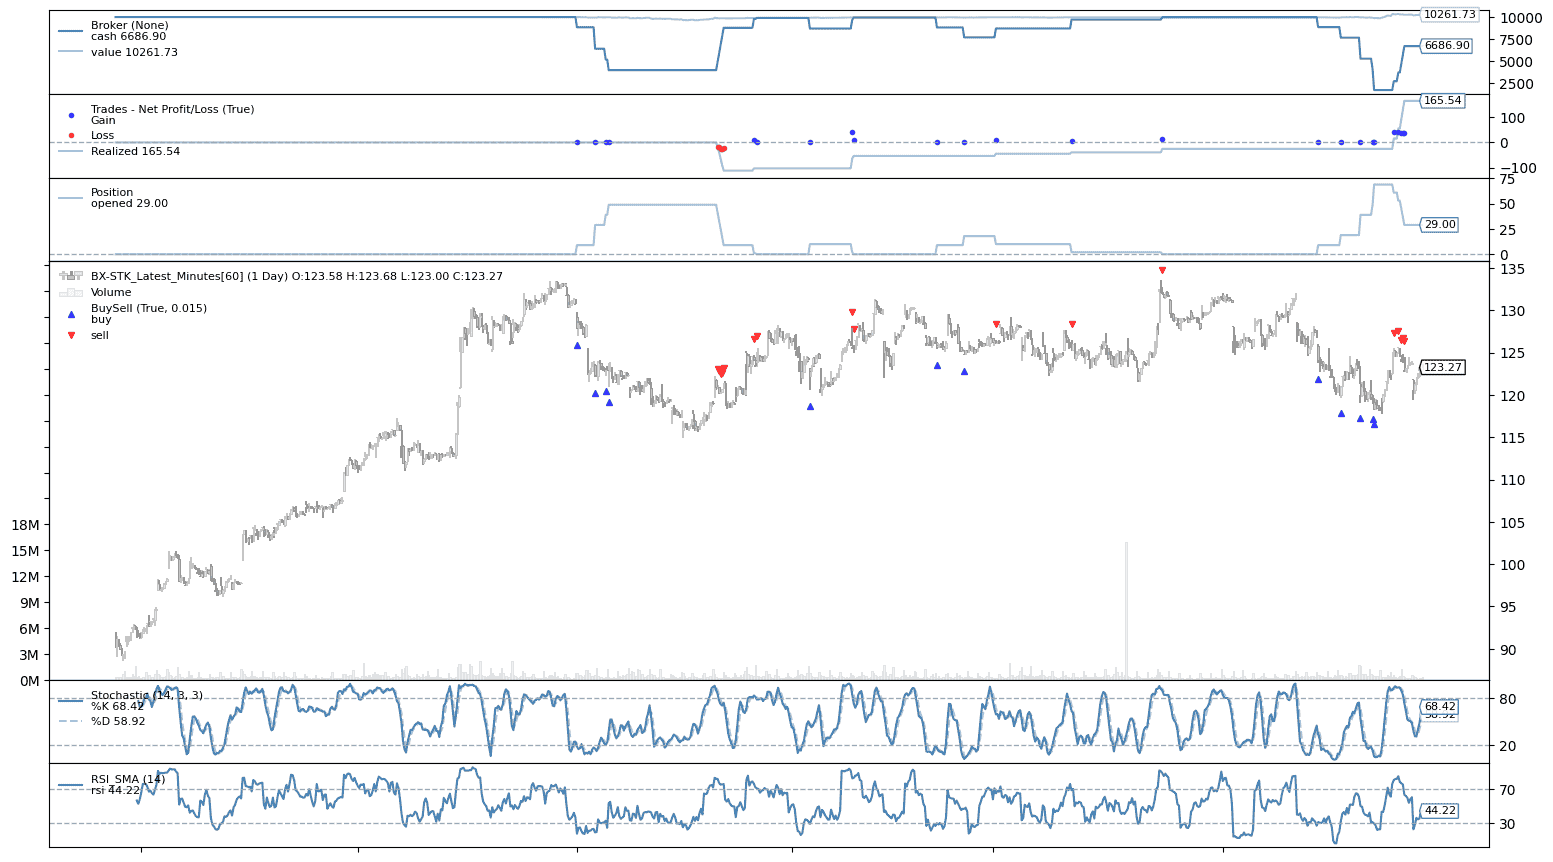 Broker (None)
cash 6686.90
value 10261.73
10261.73
10000
7500
6686.90
5000
2500
Trades - Net Profit/Loss (True)
Gain
Loss
Realized 165.54
165.54
100
0
−100
Position
opened 29.00
75
50
29.00
25
0
BX-STK_Latest_Minutes[60] (1 Day) O:123.58 H:123.68 L:123.00 C:123.27
Volume
BuySell (True, 0.015)
buy
sell
135
130
125
123.27
120
115
110
105
100
95
90
18M
15M
12M
9M
6M
3M
0M
Stochastic (14, 3, 3)
%K 68.42
%D 58.92
80
68.42
58.92
20
RSI_SMA (14)
rsi 44.22
70
44.22
30